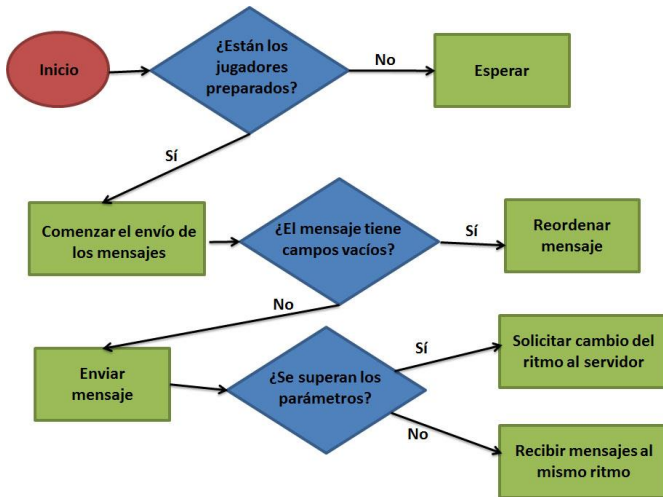 Inicio
¿Están los
jugadores
preparados?
No
Esperar
Sí
Comenzar el envío de
los mensajes
¿El mensaje tiene
campos vacíos?
Sí
Reordenar
mensaje
No
Enviar
mensaje
¿Se superan los
parámetros?
Sí
Solicitar cambio del
ritmo al servidor
No
Recibir mensajes al
mismo ritmo